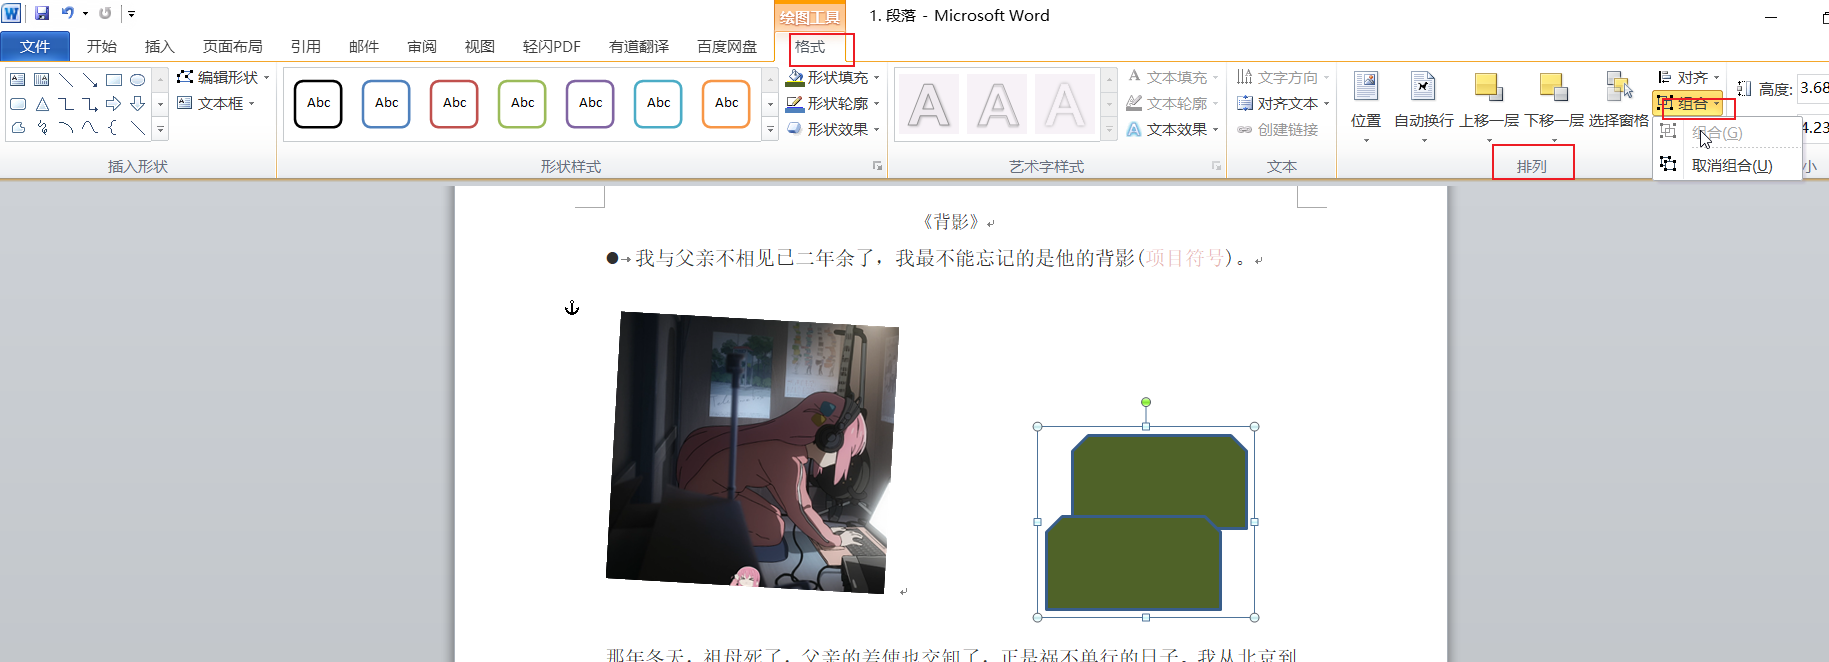 1. 段落 - Microsoft Word
绘图工具
文件 开始 插入 页面布局 引用 邮件 审阅 视图 轻闪PDF 有道翻译 百度网盘 格式
编辑形状 Abc Abc Abc Abc Abc Abc Abc 形状填充 文本填充 文字方向 对齐 高度: 3.68
文本框 形状轮廓 文本轮廓 对齐文本 组合
形状效果 文本效果 创建链接 位置 自动换行 上移一层 下移一层 选择窗格 4.23
A A A
组合(G)
插入形状 形状样式 艺术字样式 文本 排列 取消组合(U) 小
《背影》
●我与父亲不相见已二年余了，我最不能忘记的是他的背影(项目符号)。
那年冬天，祖母死了，父亲的差使也交卸了，正是祸不单行的日子。我从北京到